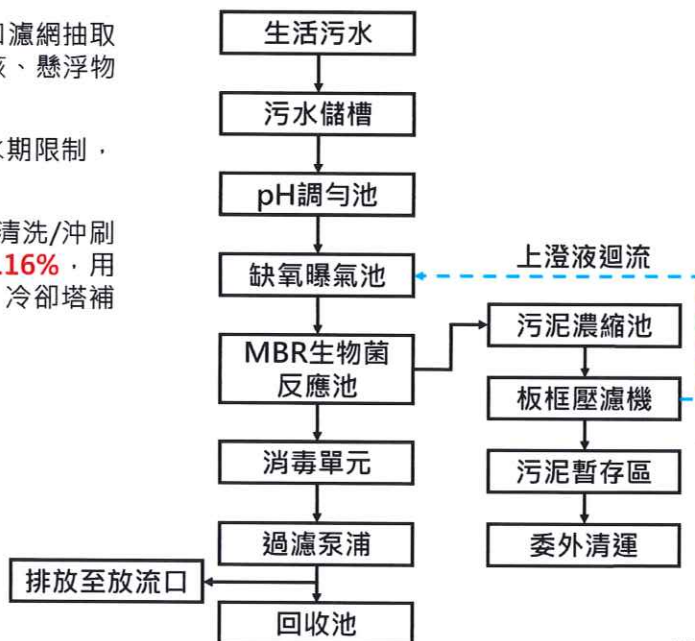 濾網抽取
、懸浮物
期限制，
清洗/沖刷
16%，用
冷卻塔補
生活污水
污水儲槽
pH調勻池
缺氧曝氣池
上澄液迴流
MBR生物菌
反應池
污泥濃縮池
板框壓濾機
消毒單元
污泥暫存區
過濾泵浦
委外清運
排放至放流口
回收池